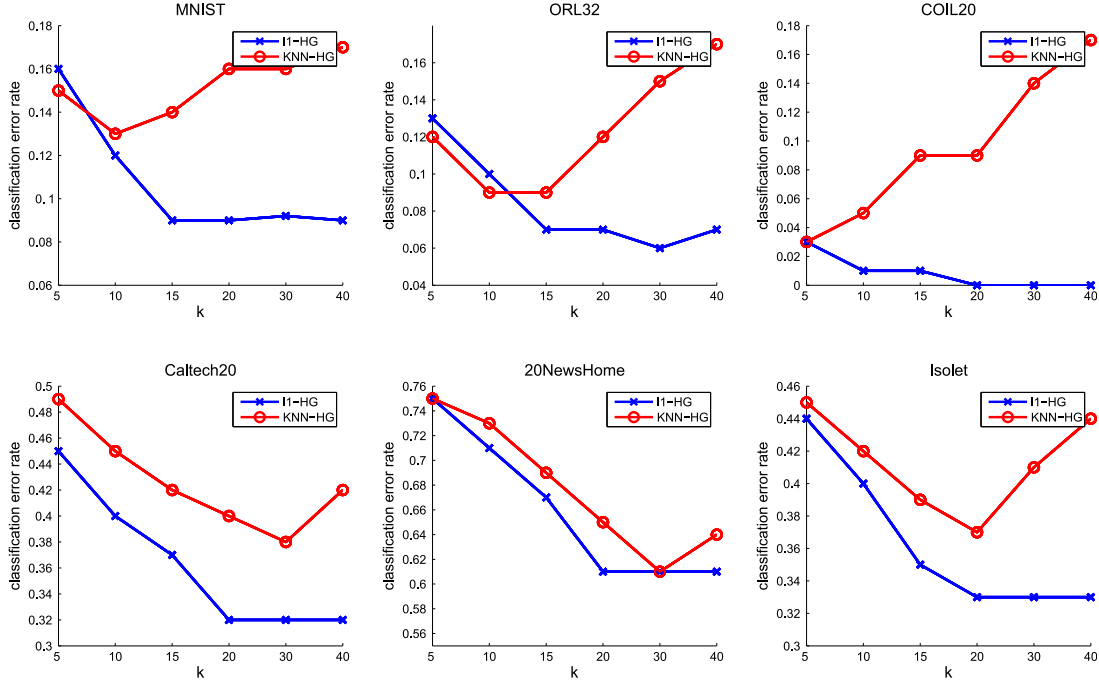 MNIST
0.18
0.16
0.14
0.12
0.1
0.08
0.06
classification error rate
5 10 15 20 30 40
k
l1-HG
KNN-HG
ORL32
0.16
0.14
0.12
0.1
0.08
0.06
0.04
classification error rate
5 10 15 20 30 40
k
l1-HG
KNN-HG
COIL20
0.18
0.16
0.14
0.12
0.1
0.08
0.06
0.04
0.02
0
classification error rate
5 10 15 20 30 40
k
l1-HG
KNN-HG
Caltech20
0.5
0.48
0.46
0.44
0.42
0.4
0.38
0.36
0.34
0.32
0.3
classification error rate
5 10 15 20 30 40
k
l1-HG
KNN-HG
20NewsHome
0.76
0.74
0.72
0.7
0.68
0.66
0.64
0.62
0.6
0.58
0.56
classification error rate
5 10 15 20 30 40
k
l1-HG
KNN-HG
Isolet
0.46
0.44
0.42
0.4
0.38
0.36
0.34
0.32
0.3
classification error rate
5 10 15 20 30 40
k
l1-HG
KNN-HG